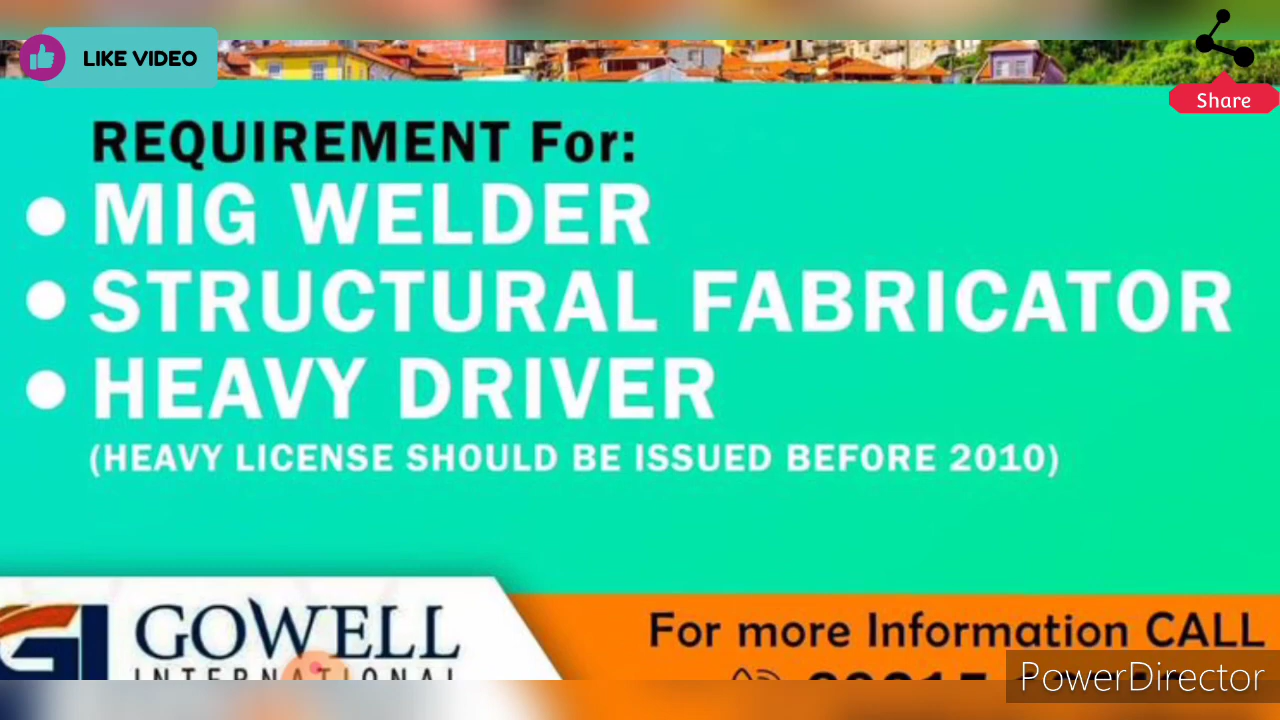 LIKE VIDEO
Share
REQUIREMENT For:
• MIG WELDER
• STRUCTURAL FABRICATOR
• HEAVY DRIVER
(HEAVY LICENSE SHOULD BE ISSUED BEFORE 2010)
GOWELL
INTERNATIONAL
For more Information CALL
PowerDirector